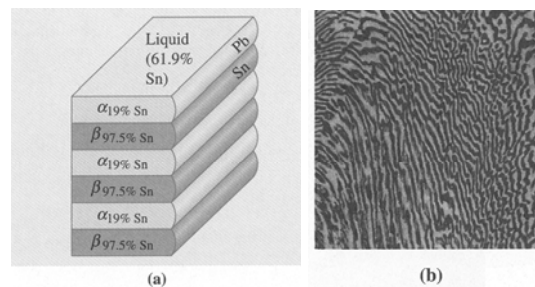 Liquid
(61.9%
Sn)
Pb
Sn
α19% Sn
β97.5% Sn
α19% Sn
β97.5% Sn
α19% Sn
β97.5% Sn
(a)
(b)